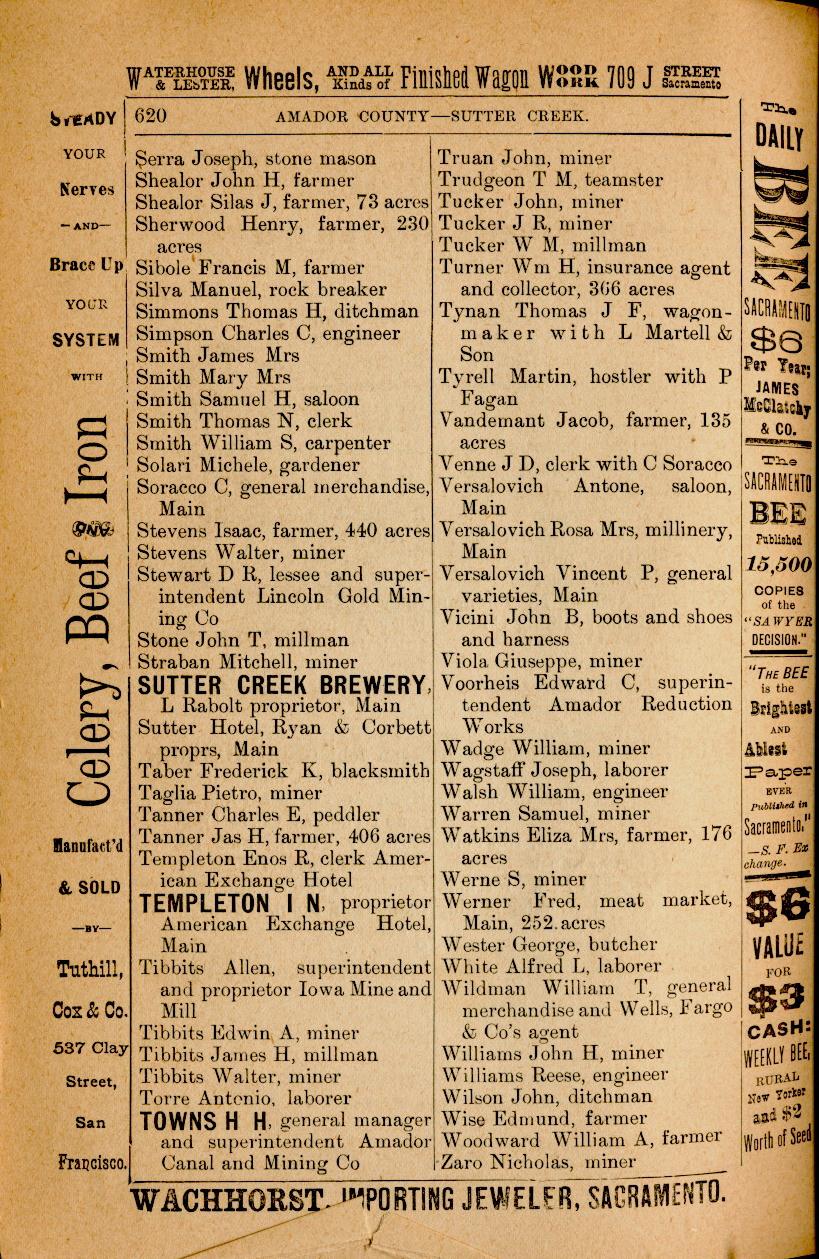 WATERHOUSE & LESTER, Wheels, AND ALL Kinds of Finished Wagon WOOD WORK 709 J STREET Sacramento
620 AMADOR COUNTY—SUTTER CREEK.
STEADY
YOUR
Nerves
—AND—
Brace Up
YOUR
SYSTEM
WITH
Celery, Beef and Iron
Manufact'd
& SOLD
—BY—
Tuthill,
Cox & Co.
537 Clay
Street,
San
Francisco.
Serra Joseph, stone mason
Shealor John H, farmer
Shealor Silas J, farmer, 73 acres
Sherwood Henry, farmer, 230
acres
Sibole Francis M, farmer
Silva Manuel, rock breaker
Simmons Thomas H, ditchman
Simpson Charles C, engineer
Smith James Mrs
Smith Mary Mrs
Smith Samuel H, saloon
Smith Thomas N, clerk
Smith William S, carpenter
Solari Michele, gardener
Soracco C, general merchandise,
Main
Stevens Isaac, farmer, 440 acres
Stevens Walter, miner
Stewart D R, lessee and super-
intendent Lincoln Gold Min-
ing Co
Stone John T, millman
Straban Mitchell, miner
SUTTER CREEK BREWERY,
L Rabolt proprietor, Main
Sutter Hotel, Ryan & Corbett
proprs, Main
Taber Frederick K, blacksmith
Taglia Pietro, miner
Tanner Charles E, peddler
Tanner Jas H, farmer, 406 acres
Templeton Enos R, clerk Amer-
ican Exchange Hotel
TEMPLETON I N, proprietor
American Exchange Hotel,
Main
Tibbits Allen, superintendent
and proprietor Iowa Mine and
Mill
Tibbits Edwin A, miner
Tibbits James H, millman
Tibbits Walter, miner
Torre Antonio, laborer
TOWNS H H, general manager
and superintendent Amador
Canal and Mining Co
Truan John, miner
Trudgeon T M, teamster
Tucker John, miner
Tucker J R, miner
Tucker W M, millman
Turner Wm H, insurance agent
and collector, 366 acres
Tynan Thomas J F, wagon-
maker with L Martell &
Son
Tyrell Martin, hostler with P
Fagan
Vandemant Jacob, farmer, 135
acres
Venne J D, clerk with C Soracco
Versalovich Antone, saloon,
Main
Versalovich Rosa Mrs, millinery,
Main
Versalovich Vincent P, general
varieties, Main
Vicini John B, boots and shoes
and harness
Viola Giuseppe, miner
Voorheis Edward C, superin-
tendent Amador Reduction
Works
Wadge William, miner
Wagstaff Joseph, laborer
Walsh William, engineer
Warren Samuel, miner
Watkins Eliza Mrs, farmer, 176
acres
Werne S, miner
Werner Fred, meat market,
Main, 252 acres
Wester George, butcher
White Alfred L, laborer
Wildman William T, general
merchandise and Wells, Fargo
& Co's agent
Williams John H, miner
Williams Reese, engineer
Wilson John, ditchman
Wise Edmund, farmer
Woodward William A, farmer
Zaro Nicholas, miner
The
DAILY
BEE
SACRAMENTO
$6
Per Year;
JAMES
McClatchy
& CO.
The
SACRAMENTO
BEE
Published
15,500
COPIES
of the
"SAWYER
DECISION."
"THE BEE
is the
Brightest
AND
Ablest
Paper
EVER
Published in
Sacramento."
—S. F. Ex
change.
$6
VALUE
FOR
$3
CASH:
WEEKLY BEE,
RURAL
New Yorker
and $2
Worth of Seed
WACHHORST, IMPORTING JEWELER, SACRAMENTO.